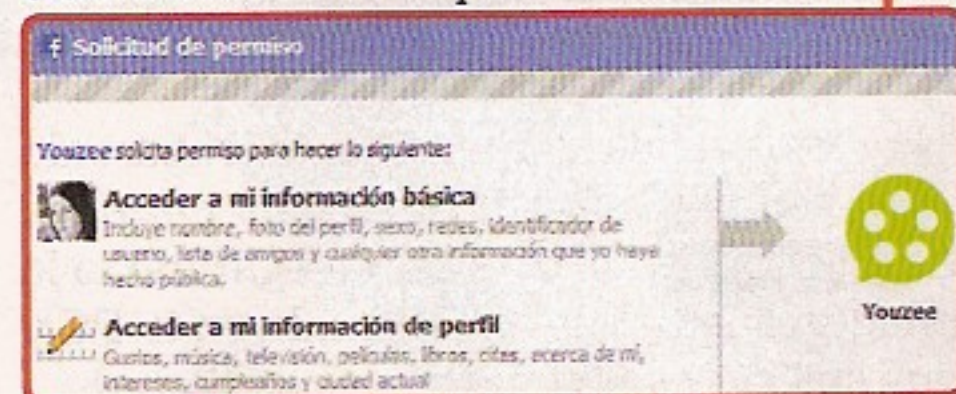 f Solicitud de permiso
Youzee solicita permiso para hacer lo siguiente:
Acceder a mi información básica
Incluye nombre, foto del perfil, sexo, redes, identificador de
usuario, lista de amigos y cualquier otra información que yo haya
hecho pública.
Youzee
Acceder a mi información de perfil
Gustos, música, televisión, películas, libros, citas, acerca de mí,
intereses, cumpleaños y ciudad actual